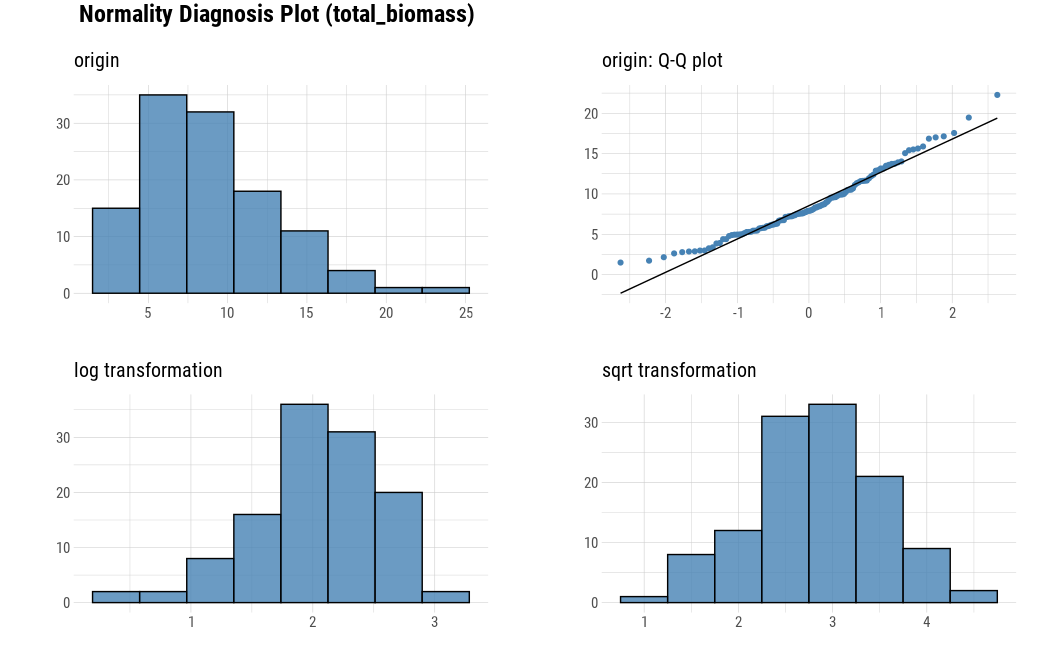 Normality Diagnosis Plot (total_biomass)
origin
30
20
10
0
5 10 15 20 25
origin: Q-Q plot
20
15
10
5
0
-2 -1 0 1 2
log transformation
30
20
10
0
1 2 3
sqrt transformation
30
20
10
0
1 2 3 4